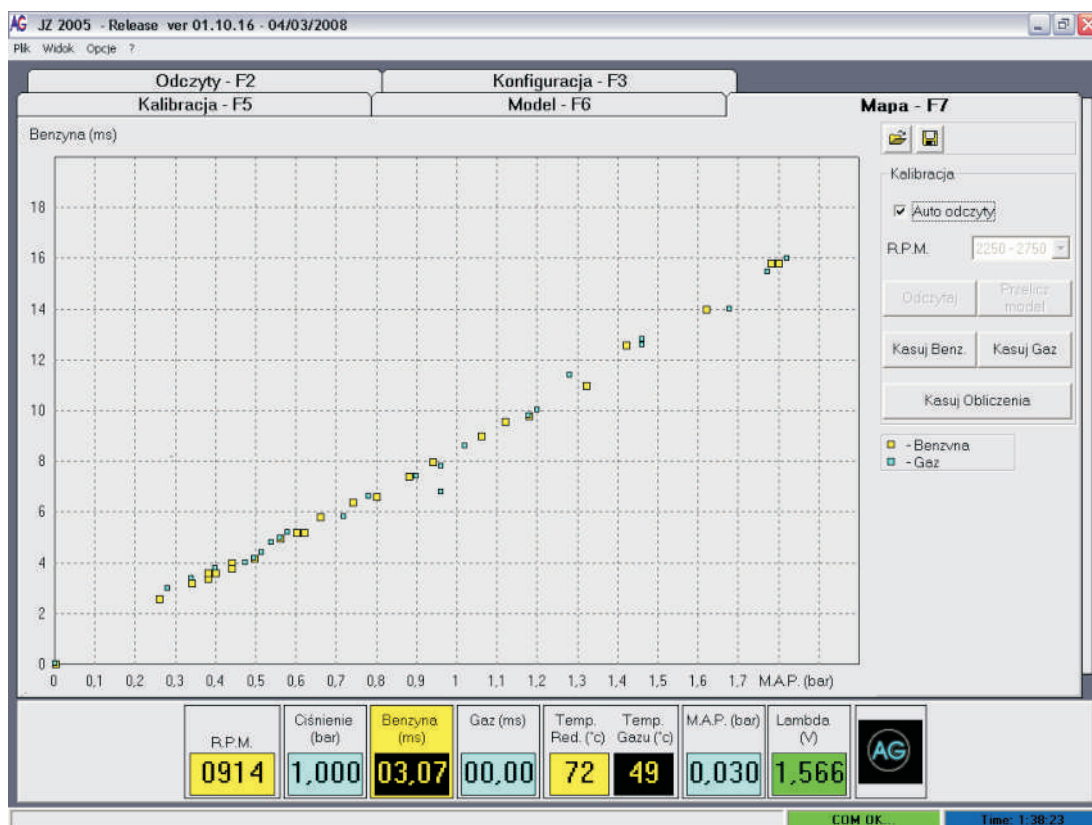 AG JZ 2005 - Release ver 01.10.16 - 04/03/2008
Plik Widok Opcje ?
Odczyty - F2 Konfiguracja - F3
Kalibracja - F5 Model - F6 Mapa - F7
Benzyna (ms)
18
16
14
12
10
8
6
4
2
0
0 0,1 0,2 0,3 0,4 0,5 0,6 0,7 0,8 0,9 1 1,1 1,2 1,3 1,4 1,5 1,6 1,7 M.A.P. (bar)
Kalibracja
Auto odczyty
R.P.M. 2250 - 2750
Odczytaj Przelicz model
Kasuj Benz. Kasuj Gaz
Kasuj Obliczenia
- Benzyna
- Gaz
R.P.M.
0914
Ciśnienie
(bar)
1,000
Benzyna
(ms)
03,07
Gaz (ms)
00,00
Temp. Temp.
Red. (°c) Gazu (°c)
72 49
M.A.P. (bar)
0,030
Lambda
(V)
1,566
AG
COM OK... Time: 1:38:23